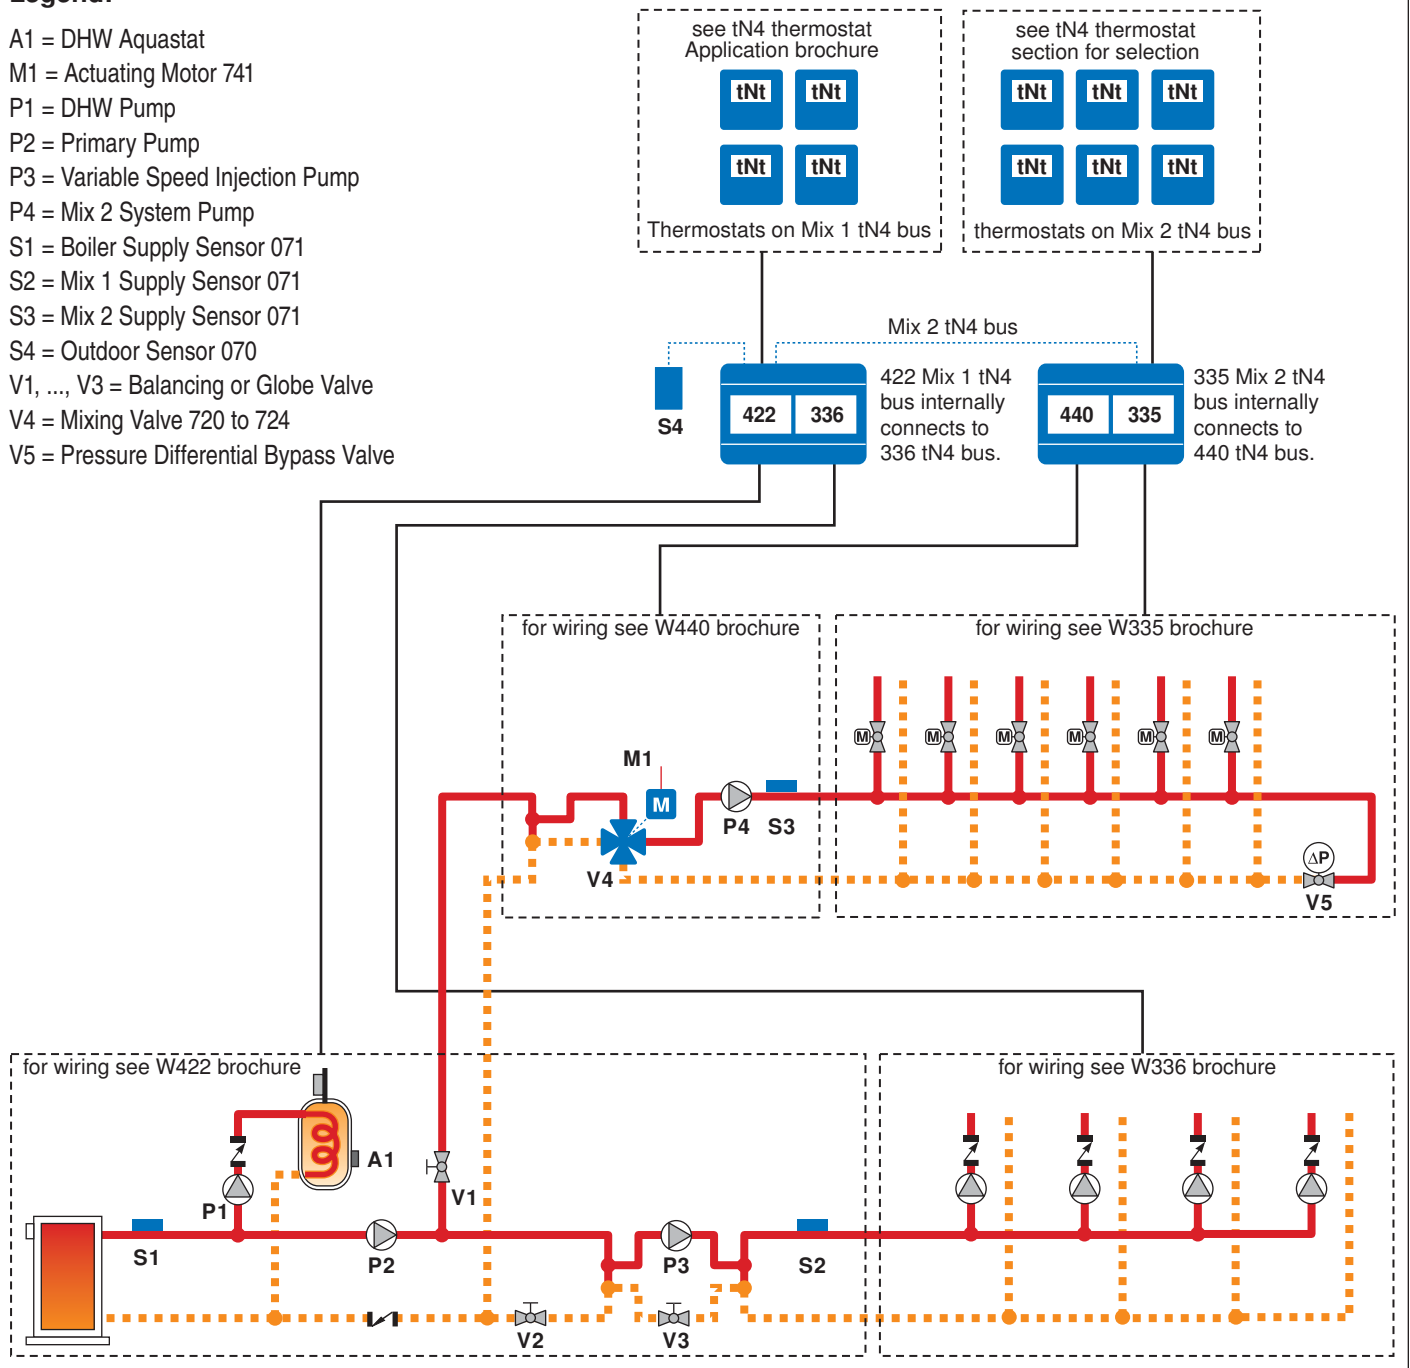 Legend:
A1 = DHW Aquastat
M1 = Actuating Motor 741
P1 = DHW Pump
P2 = Primary Pump
P3 = Variable Speed Injection Pump
P4 = Mix 2 System Pump
S1 = Boiler Supply Sensor 071
S2 = Mix 1 Supply Sensor 071
S3 = Mix 2 Supply Sensor 071
S4 = Outdoor Sensor 070
V1, ..., V3 = Balancing or Globe Valve
V4 = Mixing Valve 720 to 724
V5 = Pressure Differential Bypass Valve
see tN4 thermostat
Application brochure
tNt tNt
tNt tNt
Thermostats on Mix 1 tN4 bus
see tN4 thermostat
section for selection
tNt tNt tNt
tNt tNt tNt
thermostats on Mix 2 tN4 bus
Mix 2 tN4 bus
S4
422 336
422 Mix 1 tN4
bus internally
connects to
336 tN4 bus.
440 335
335 Mix 2 tN4
bus internally
connects to
440 tN4 bus.
for wiring see W440 brochure
M1
M
P4 S3
V4
for wiring see W335 brochure
M M M M M M
ΔP
V5
for wiring see W422 brochure
A1
P1
V1
S1
P2
P3
S2
V2
V3
for wiring see W336 brochure